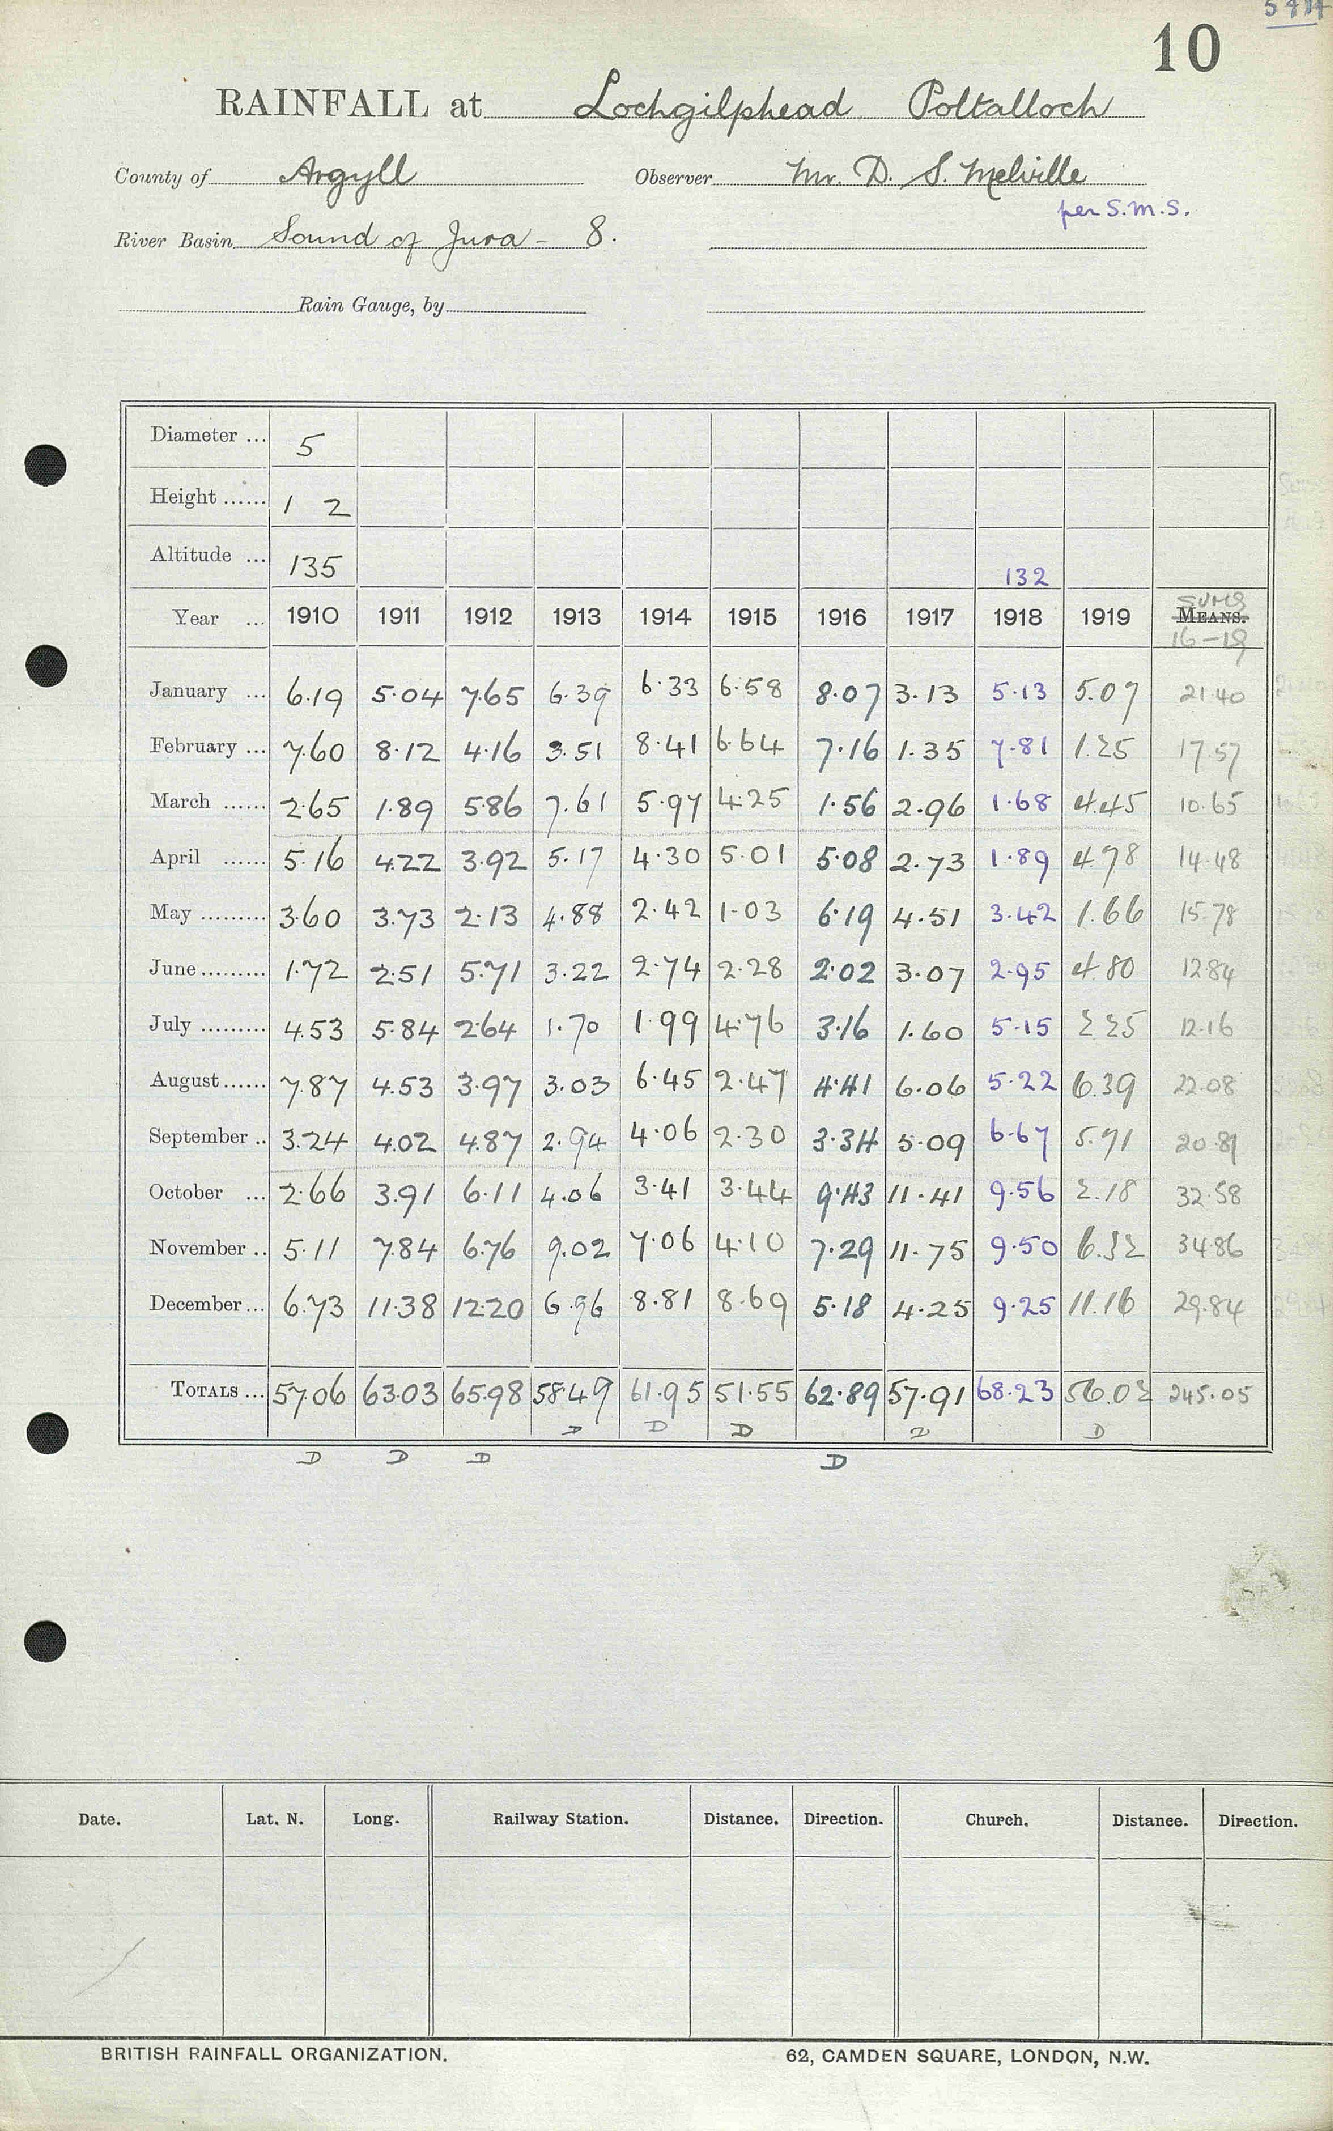 5414
10
RAINFALL at Lochgilphead Poltalloch
County of Argyll Observer Mr. D. S. Melville
per S.M.S.
River Basin Sound of Jura - 8.
Rain Gauge, by
Diameter ... 5
Height ...... 1 2
Altitude ... 135 132
Year ... 1910 1911 1912 1913 1914 1915 1916 1917 1918 1919 SUMS MEANS. 16-19
January ... 6.19 5.04 7.65 6.39 6.33 6.58 8.07 3.13 5.13 5.07 21.40
February ... 7.60 8.12 4.16 3.51 8.41 6.64 7.16 1.35 7.81 1.25 17.57
March ...... 2.65 1.89 5.86 7.61 5.97 4.25 1.56 2.96 1.68 4.45 10.65
April ...... 5.16 4.22 3.92 5.17 4.30 5.01 5.08 2.73 1.89 4.78 14.48
May ......... 3.60 3.73 2.13 4.88 2.42 1.03 6.19 4.51 3.42 1.66 15.78
June ......... 1.72 2.51 5.71 3.22 2.74 2.28 2.02 3.07 2.95 4.80 12.84
July ......... 4.53 5.84 2.64 1.70 1.99 4.76 3.16 1.60 5.15 2.25 12.16
August ...... 7.87 4.53 3.97 3.03 6.45 2.47 4.41 6.06 5.22 6.39 22.08
September .. 3.24 4.02 4.87 2.94 4.06 2.30 3.34 5.09 6.67 5.71 20.81
October ... 2.66 3.91 6.11 4.06 3.41 3.44 9.43 11.41 9.56 2.18 32.58
November .. 5.11 7.84 6.76 9.02 7.06 4.10 7.29 11.75 9.50 6.32 34.86
December ... 6.73 11.38 12.20 6.96 8.81 8.69 5.18 4.25 9.25 11.16 29.84
TOTALS ... 57.06 63.03 65.98 58.49 61.95 51.55 62.89 57.91 68.23 56.02 245.05
D D D D D
D D D D
Date. Lat. N. Long. Railway Station. Distance. Direction. Church. Distance. Direction.
BRITISH RAINFALL ORGANIZATION. 62, CAMDEN SQUARE, LONDON, N.W.